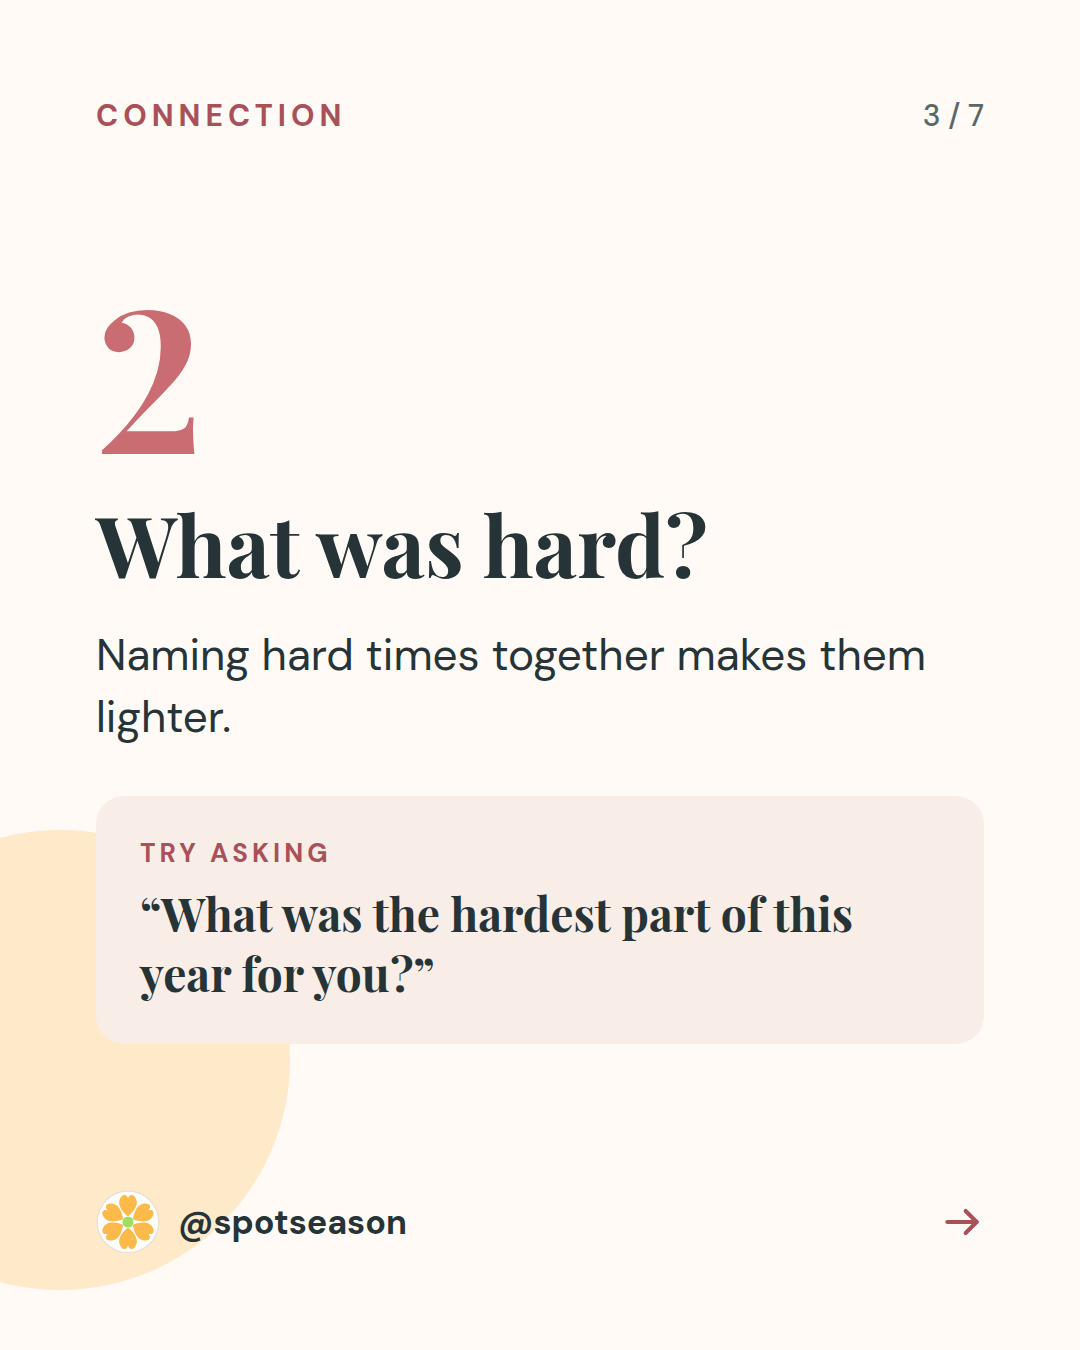 CONNECTION
3 / 7
2
What was hard?
Naming hard times together makes them
lighter.
TRY ASKING
“What was the hardest part of this
year for you?”
@spotseason